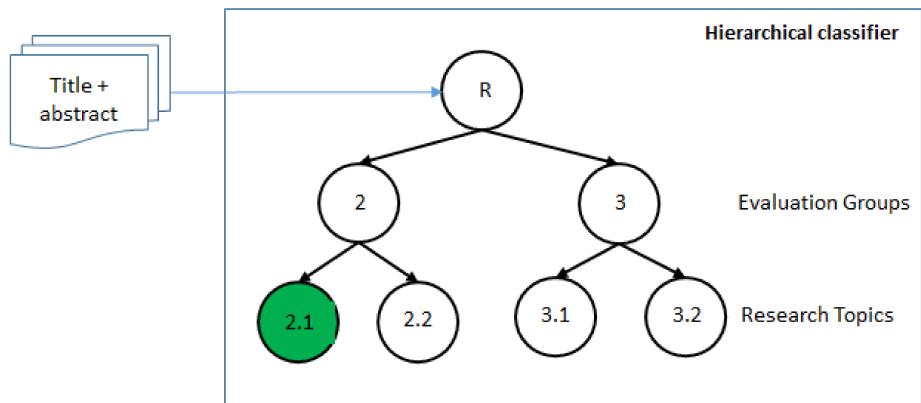 Hierarchical classifier
Title +
abstract
R
2
3
Evaluation Groups
2.1
2.2
3.1
3.2
Research Topics